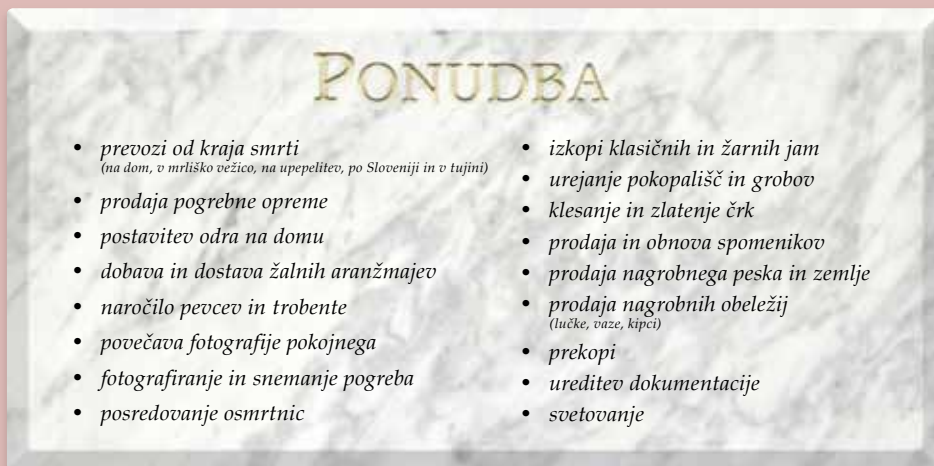 PONUDBA
• prevozi od kraja smrti
(na dom, v mrliško vežico, na upepelitev, po Sloveniji in v tujini)
• prodaja pogrebne opreme
• postavitev odra na domu
• dobava in dostava žalnih aranžmajev
• naročilo pevcev in trobente
• povečava fotografije pokojnega
• fotografiranje in snemanje pogreba
• posredovanje osmrtnic
• izkopi klasičnih in žarnih jam
• urejanje pokopališč in grobov
• klesanje in zlatenje črk
• prodaja in obnova spomenikov
• prodaja nagrobnega peska in zemlje
• prodaja nagrobnih obeležij
(lučke, vaze, kipci)
• prekopi
• ureditev dokumentacije
• svetovanje